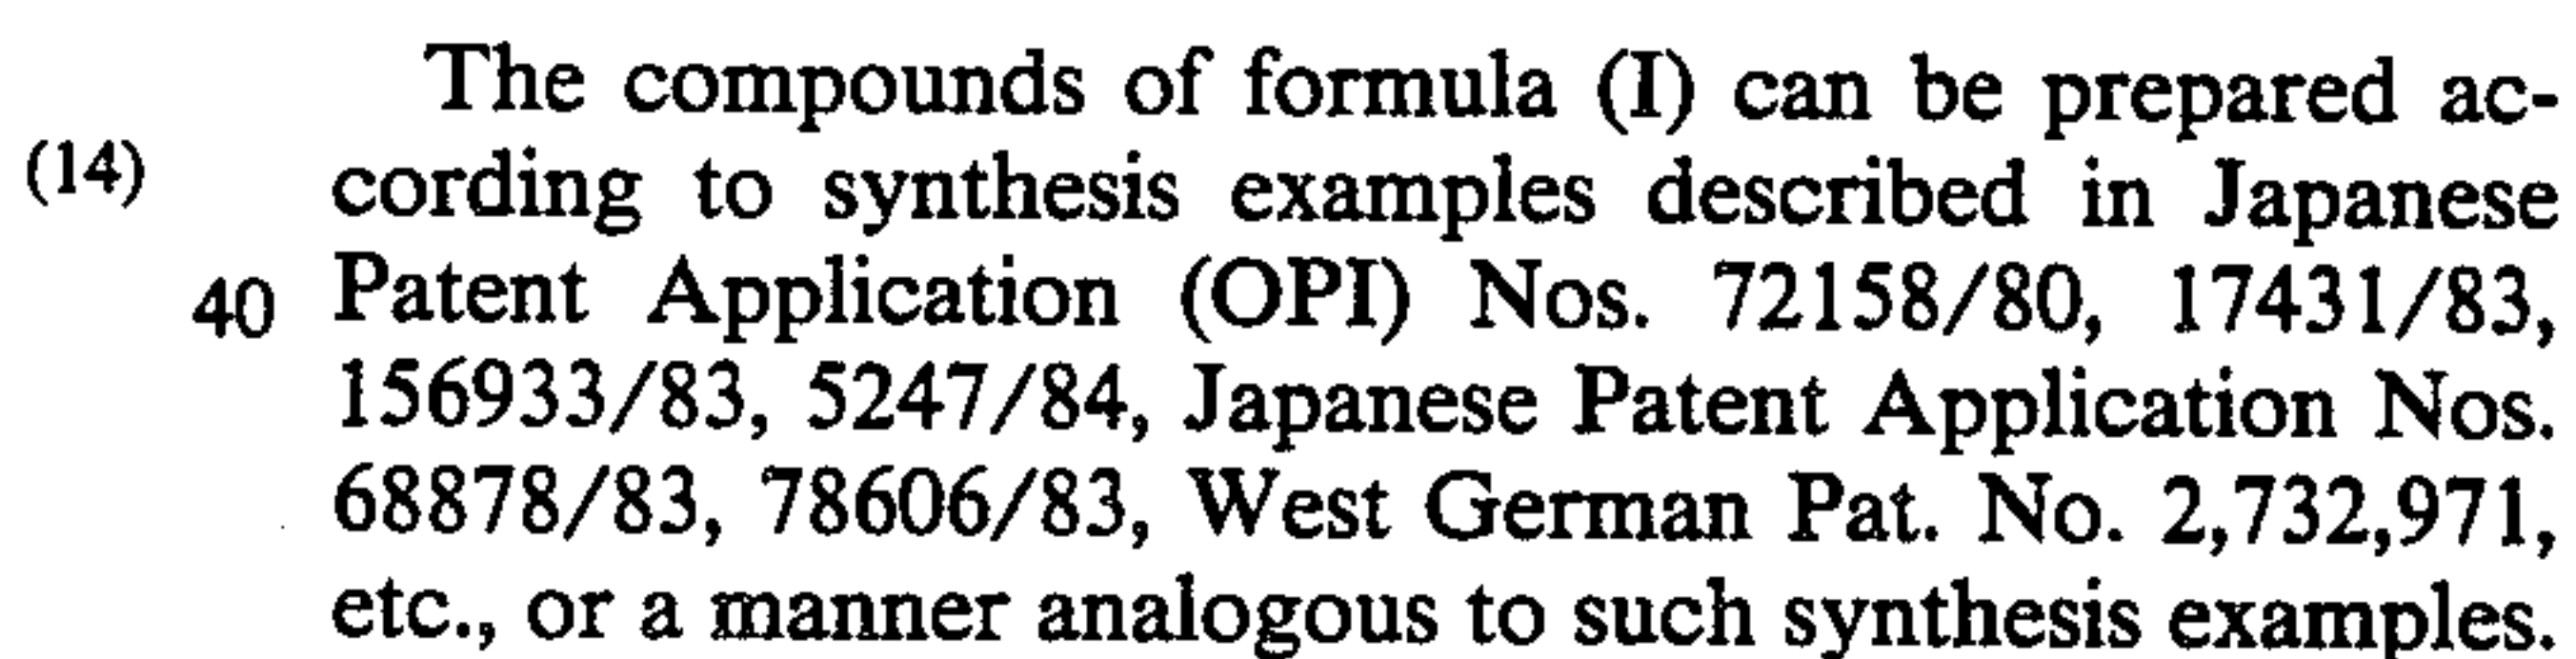 The compounds of formula (I) can be prepared ac-
(14) cording to synthesis examples described in Japanese
40 Patent Application (OPI) Nos. 72158/80, 17431/83,
156933/83, 5247/84, Japanese Patent Application Nos.
68878/83, 78606/83, West German Pat. No. 2,732,971,
etc., or a manner analogous to such synthesis examples.